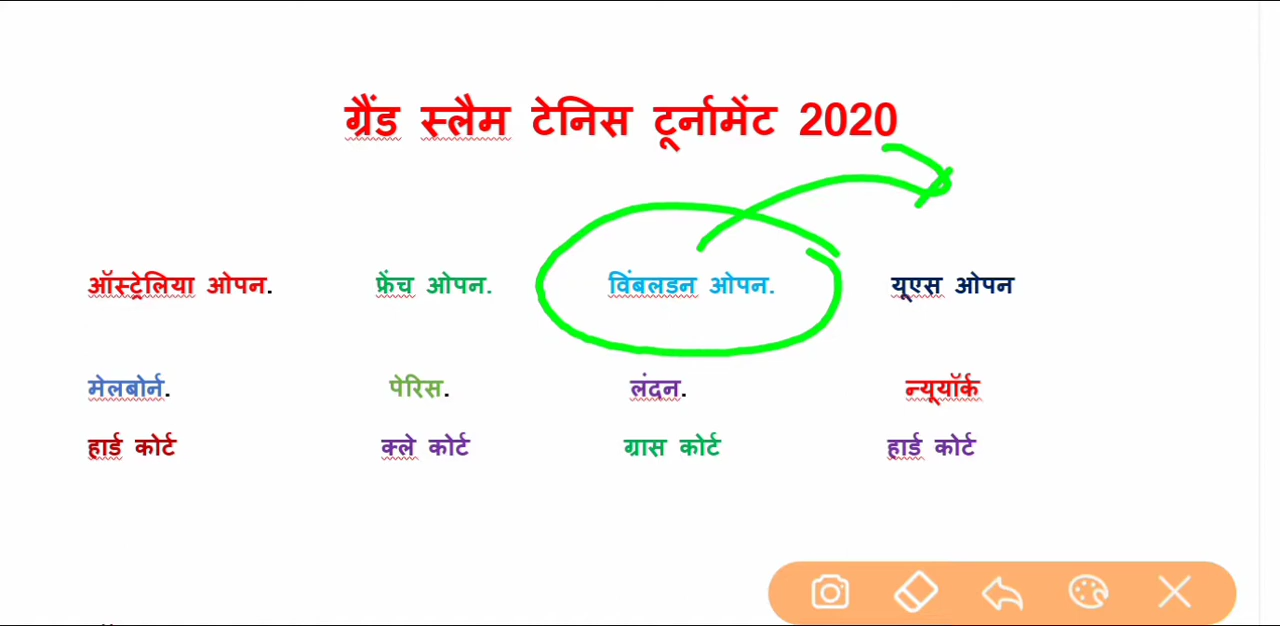 ग्रैंड स्लैम टेनिस टूर्नामेंट 2020
ऑस्ट्रेलिया ओपन. फ्रेंच ओपन. विंबलडन ओपन. यूएस ओपन
मेलबोर्न. पेरिस. लंदन. न्यूयॉर्क
हार्ड कोर्ट क्ले कोर्ट ग्रास कोर्ट हार्ड कोर्ट